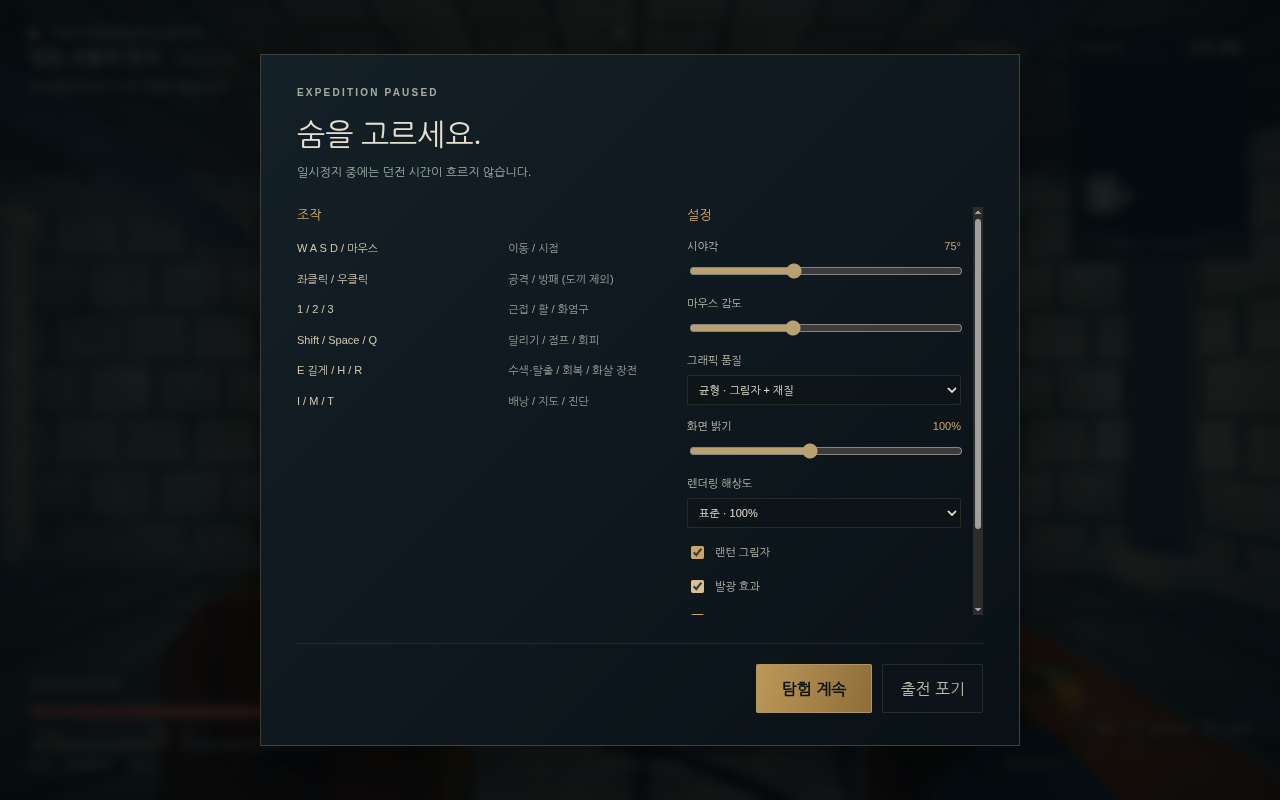 EXPEDITION PAUSED
숨을 고르세요.
일시정지 중에는 던전 시간이 흐르지 않습니다.
조작
W A S D / 마우스 이동 / 시점
좌클릭 / 우클릭 공격 / 방패 (도끼 제외)
1 / 2 / 3 근접 / 활 / 화염구
Shift / Space / Q 달리기 / 점프 / 회피
E 길게 / H / R 수색·탈출 / 회복 / 화살 장전
I / M / T 배낭 / 지도 / 진단
설정
시야각 75°
마우스 감도
그래픽 품질
균형 · 그림자 + 재질
화면 밝기 100%
렌더링 해상도
표준 · 100%
랜턴 그림자
발광 효과
탐험 계속 출전 포기